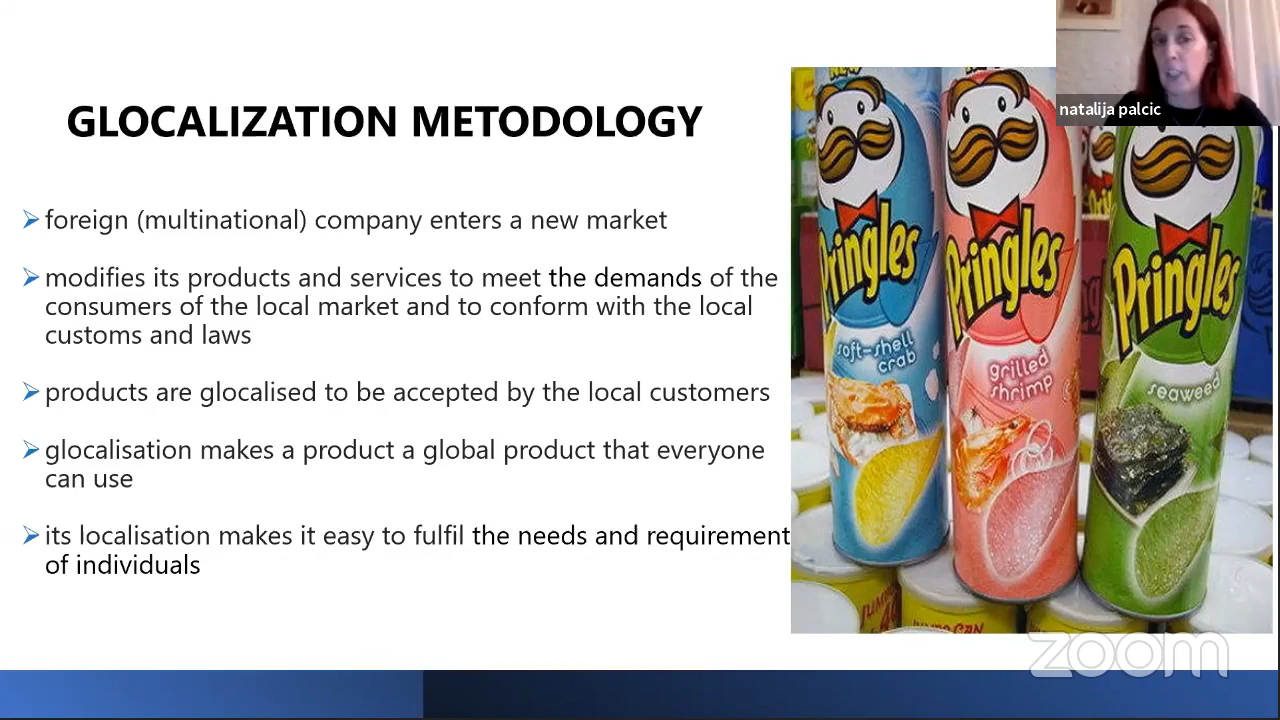 GLOCALIZATION METODOLOGY
foreign (multinational) company enters a new market
modifies its products and services to meet the demands of the
consumers of the local market and to conform with the local
customs and laws
products are glocalised to be accepted by the local customers
glocalisation makes a product a global product that everyone
can use
its localisation makes it easy to fulfil the needs and requirement
of individuals
natalija palcic
Pringles
soft-shell
crab
Pringles
grilled
shrimp
Pringles
seaweed
zoom